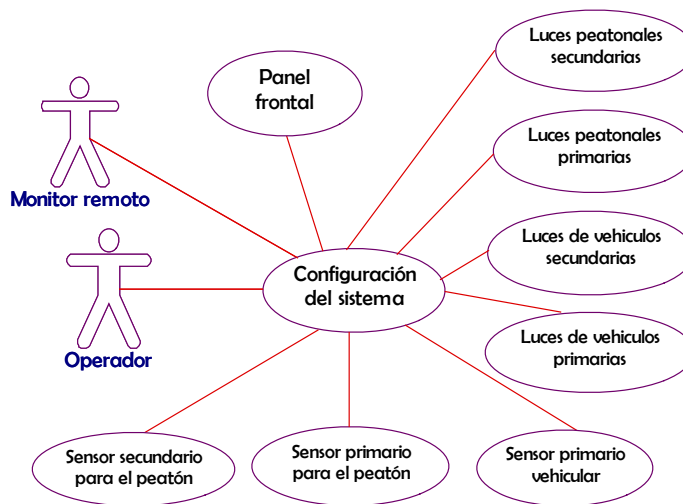 Luces peatonales
secundarias
Panel
frontal
Luces peatonales
primarias
Monitor remoto
Luces de vehiculos
secundarias
Configuración
del sistema
Operador
Luces de vehiculos
primarias
Sensor secundario
para el peatón
Sensor primario
para el peatón
Sensor primario
vehicular